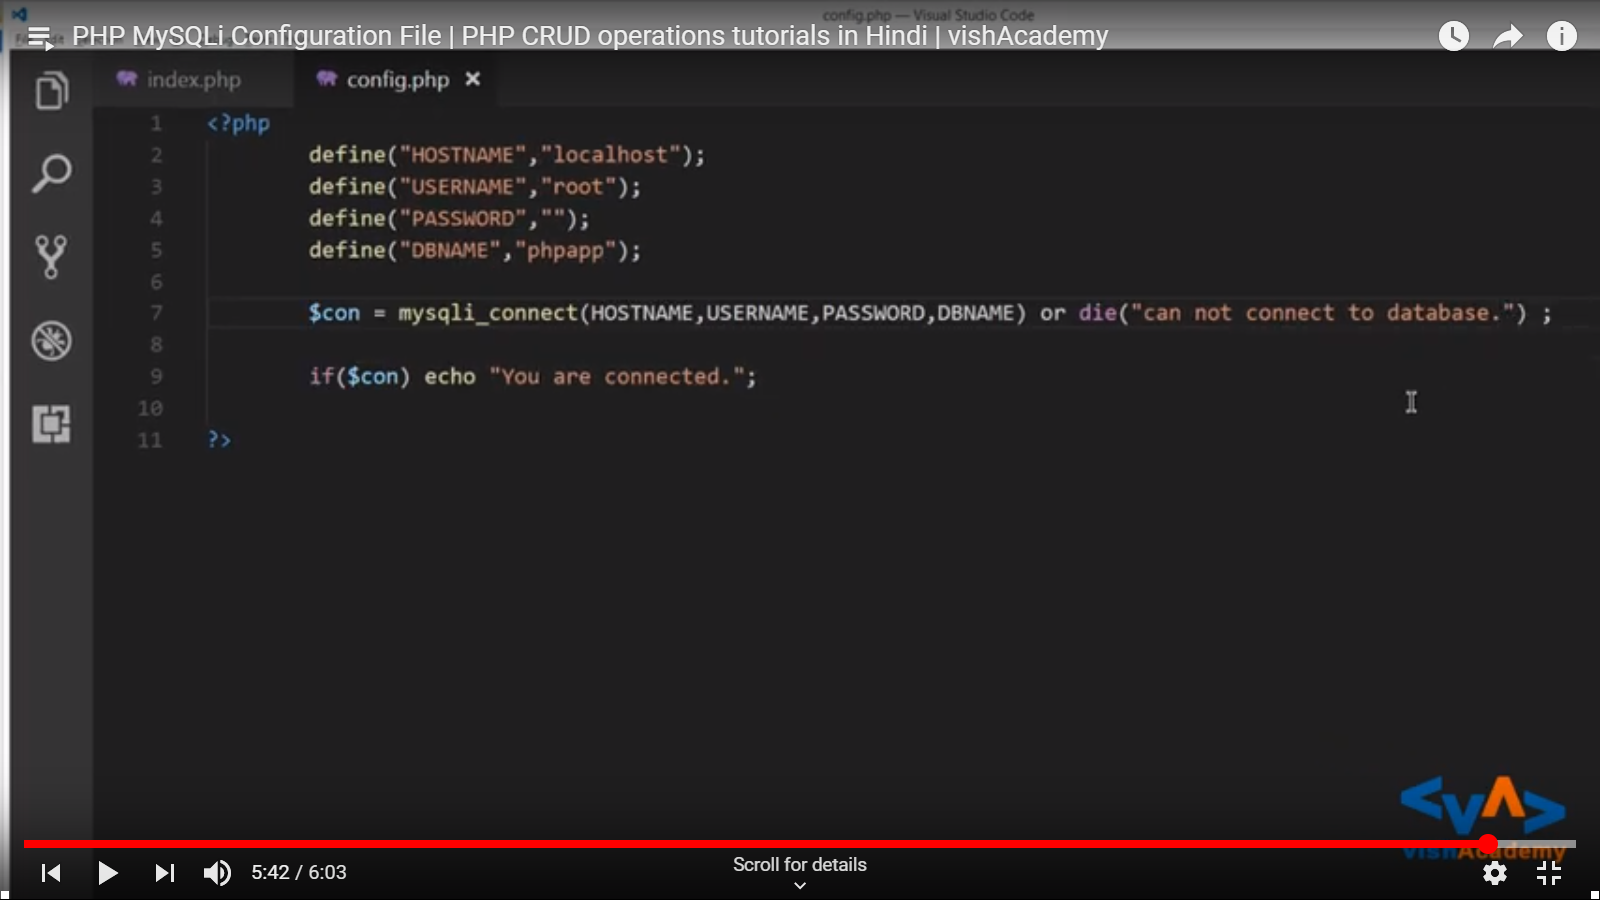 config.php — Visual Studio Code
PHP MySQLi Configuration File | PHP CRUD operations tutorials in Hindi | vishAcademy
index.php
config.php
1 <?php
2 define("HOSTNAME","localhost");
3 define("USERNAME","root");
4 define("PASSWORD","");
5 define("DBNAME","phpapp");
6
7 $con = mysqli_connect(HOSTNAME,USERNAME,PASSWORD,DBNAME) or die("can not connect to database.") ;
8
9 if($con) echo "You are connected.";
10
11 ?>
<VA>
vishAcademy
5:42 / 6:03
Scroll for details